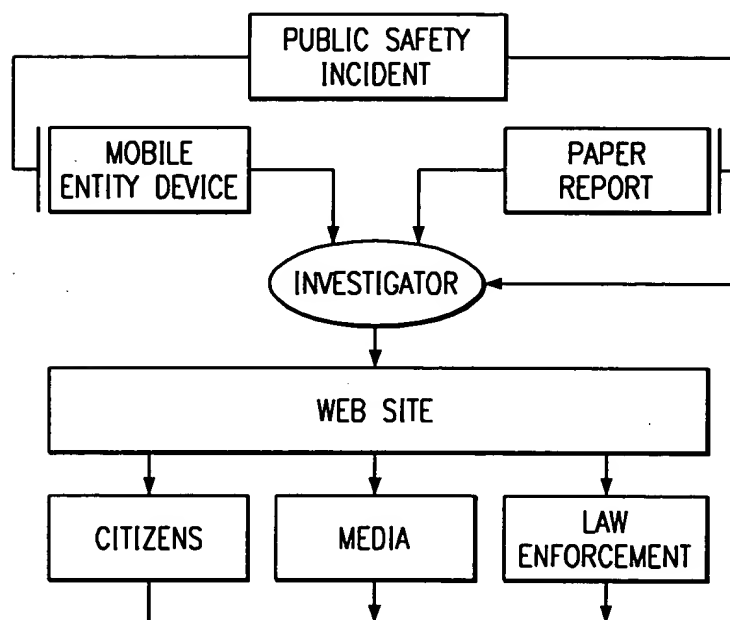 PUBLIC SAFETY
INCIDENT
MOBILE
ENTITY DEVICE
PAPER
REPORT
INVESTIGATOR
WEB SITE
CITIZENS
MEDIA
LAW
ENFORCEMENT